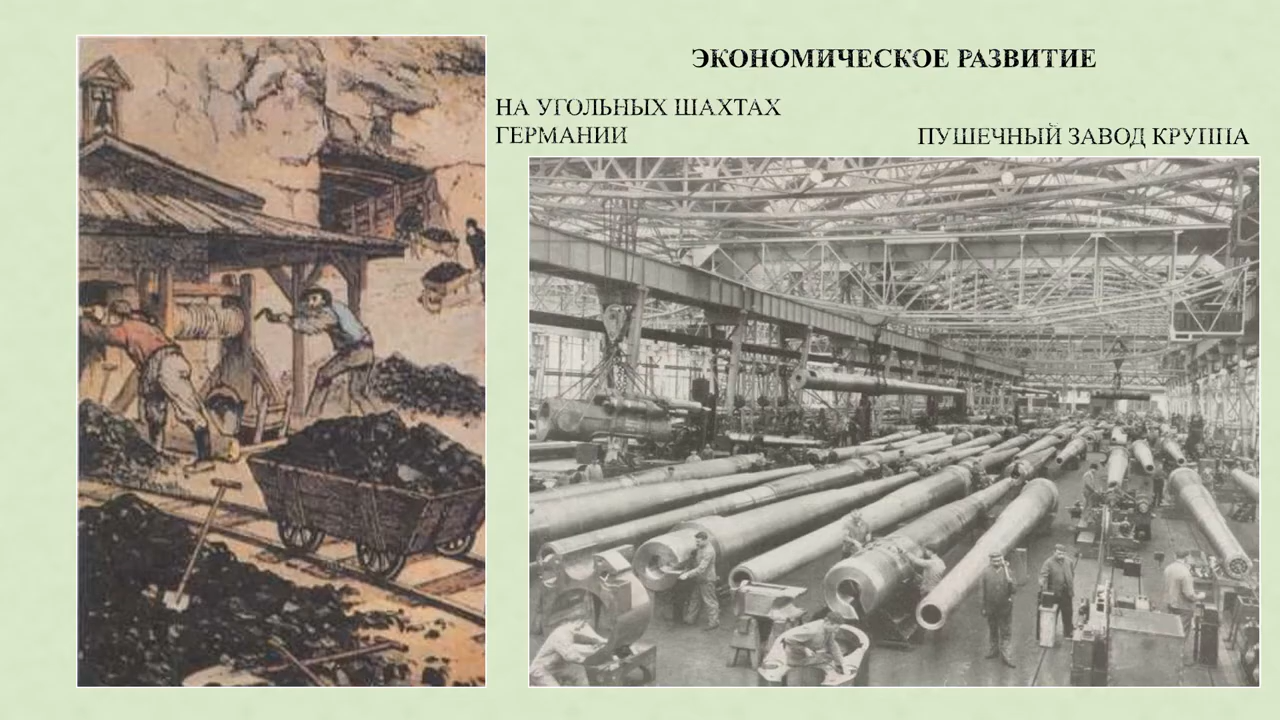 ЭКОНОМИЧЕСКОЕ РАЗВИТИЕ
НА УГОЛЬНЫХ ШАХТАХ
ГЕРМАНИИ
ПУШЕЧНЫЙ ЗАВОД КРУППА